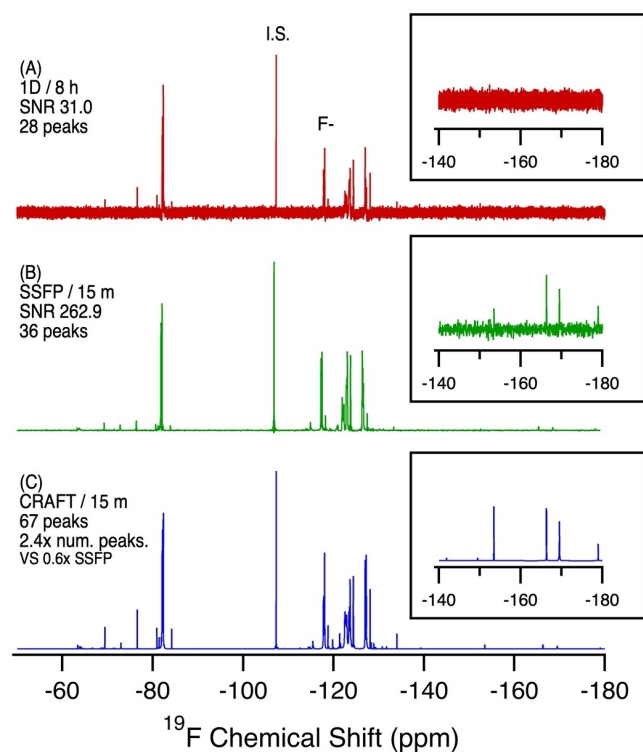 I.S.
(A)
1D / 8 h
SNR 31.0
28 peaks
F-
-140 -160 -180
(B)
SSFP / 15 m
SNR 262.9
36 peaks
-140 -160 -180
(C)
CRAFT / 15 m
67 peaks
2.4x num. peaks.
VS 0.6x SSFP
-140 -160 -180
-60 -80 -100 -120 -140 -160 -180
¹⁹F Chemical Shift (ppm)